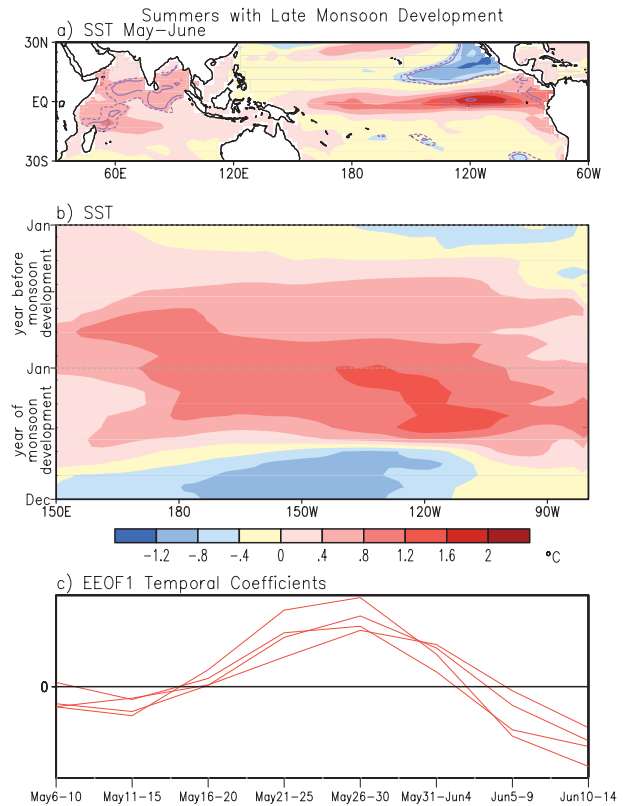 Summers with Late Monsoon Development
a) SST May–June
30N
EQ
30S
60E 120E 180 120W 60W
b) SST
Jan
year before
monsoon
development
Jan
year of
monsoon
development
Dec
150E 180 150W 120W 90W
-1.2 -.8 -.4 0 .4 .8 1.2 1.6 2 °C
c) EEOF1 Temporal Coefficients
0
May6–10 May11–15 May16–20 May21–25 May26–30 May31–Jun4 Jun5–9 Jun10–14